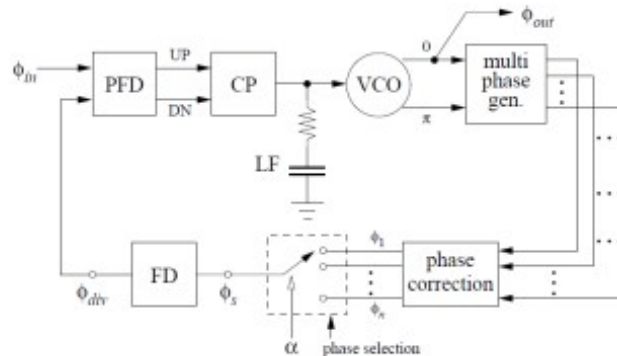 ϕin
PFD
UP
DN
CP
LF
VCO
0
π
ϕout
multi
phase
gen.
ϕdiv
FD
ϕs
α
phase selection
ϕ1
ϕn
phase
correction